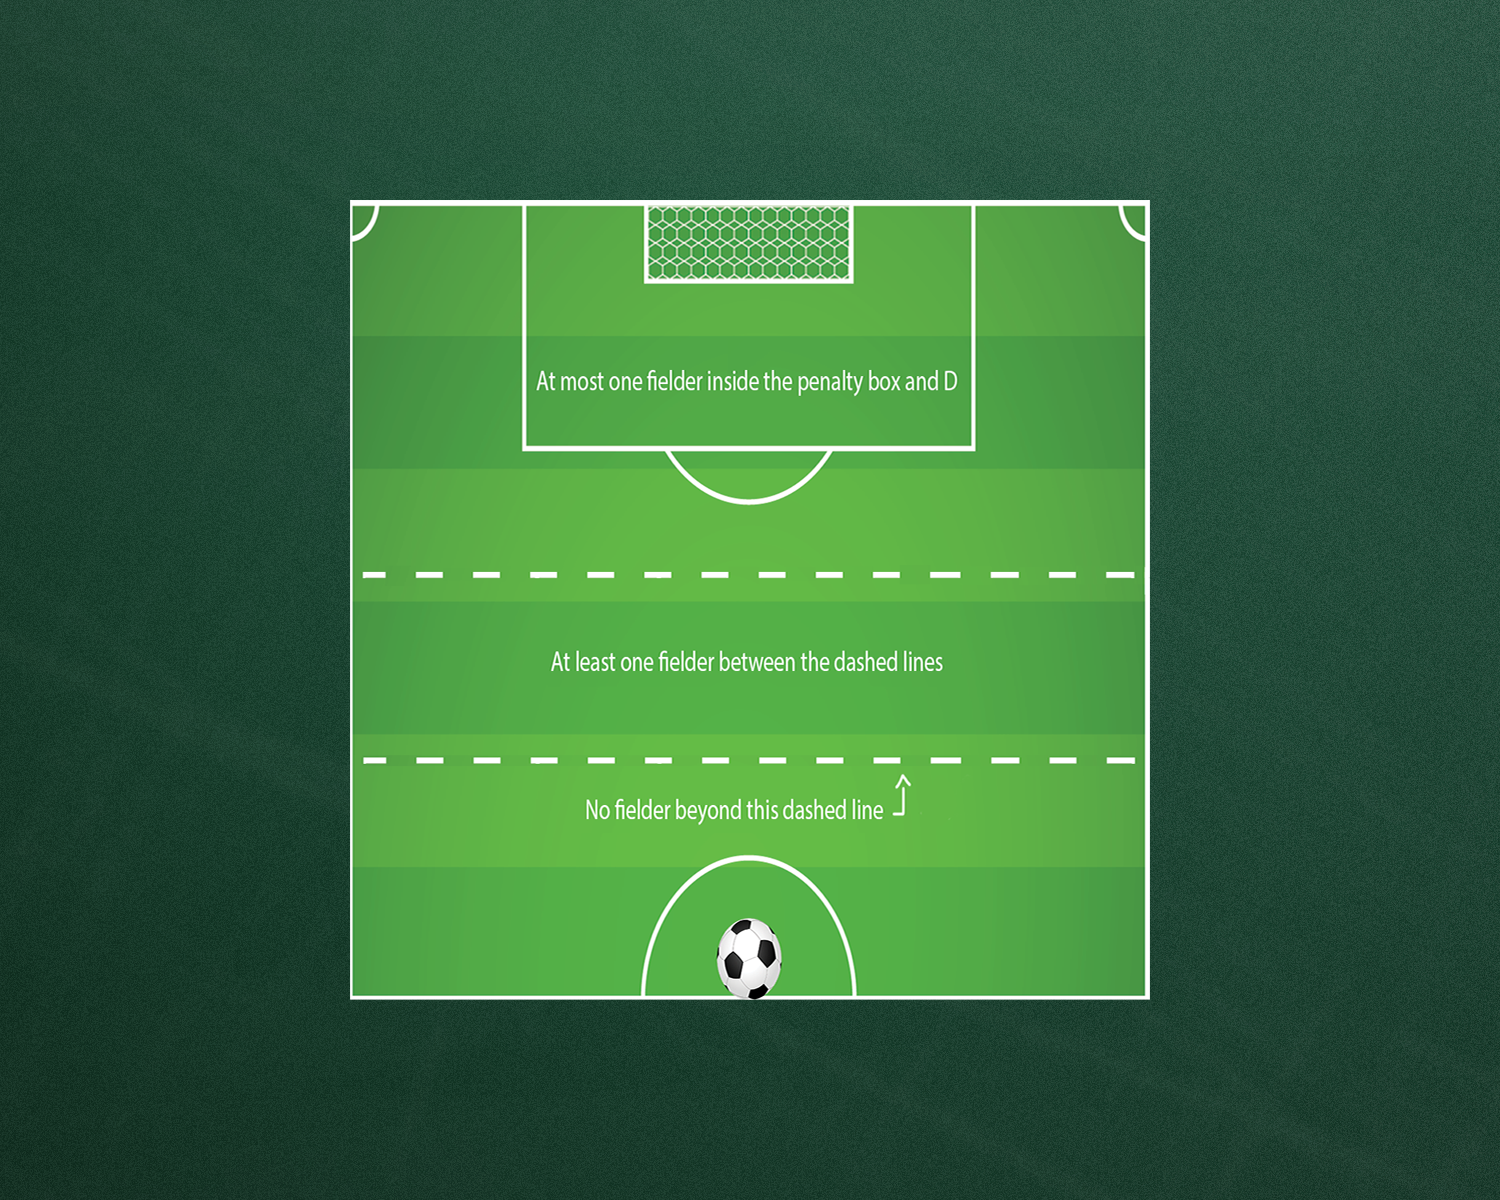 At most one fielder inside the penalty box and D
At least one fielder between the dashed lines
No fielder beyond this dashed line